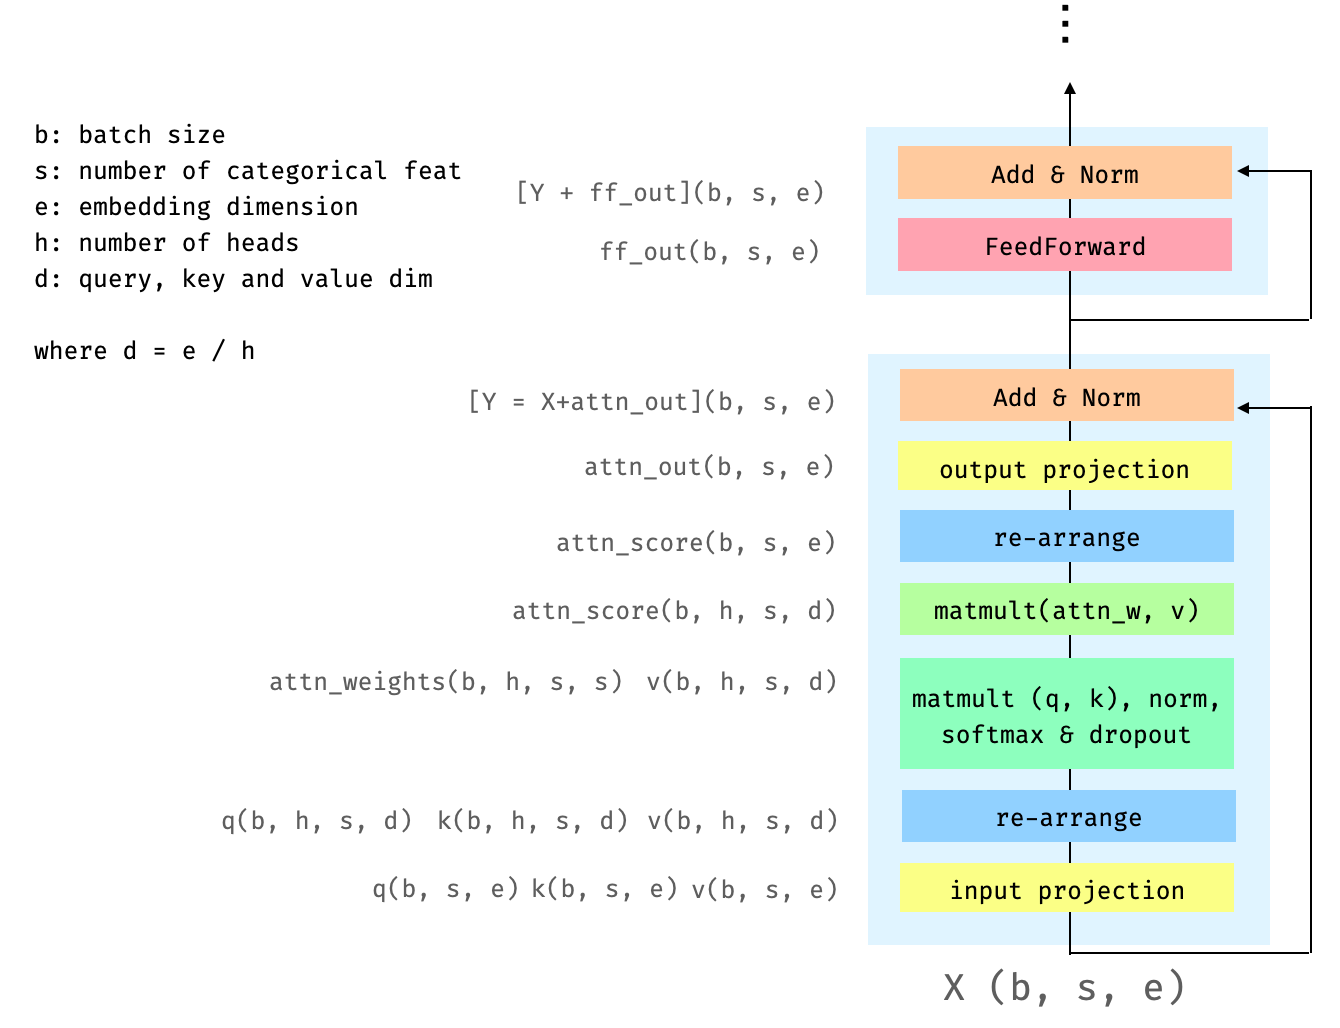 b: batch size
s: number of categorical feat
e: embedding dimension
h: number of heads
d: query, key and value dim
where d = e / h
[Y + ff_out](b, s, e)
Add & Norm
ff_out(b, s, e)
FeedForward
[Y = X+attn_out](b, s, e)
Add & Norm
attn_out(b, s, e)
output projection
attn_score(b, s, e)
re-arrange
attn_score(b, h, s, d)
matmult(attn_w, v)
attn_weights(b, h, s, s) v(b, h, s, d)
matmult (q, k), norm,
softmax & dropout
q(b, h, s, d) k(b, h, s, d) v(b, h, s, d)
re-arrange
q(b, s, e) k(b, s, e) v(b, s, e)
input projection
X (b, s, e)